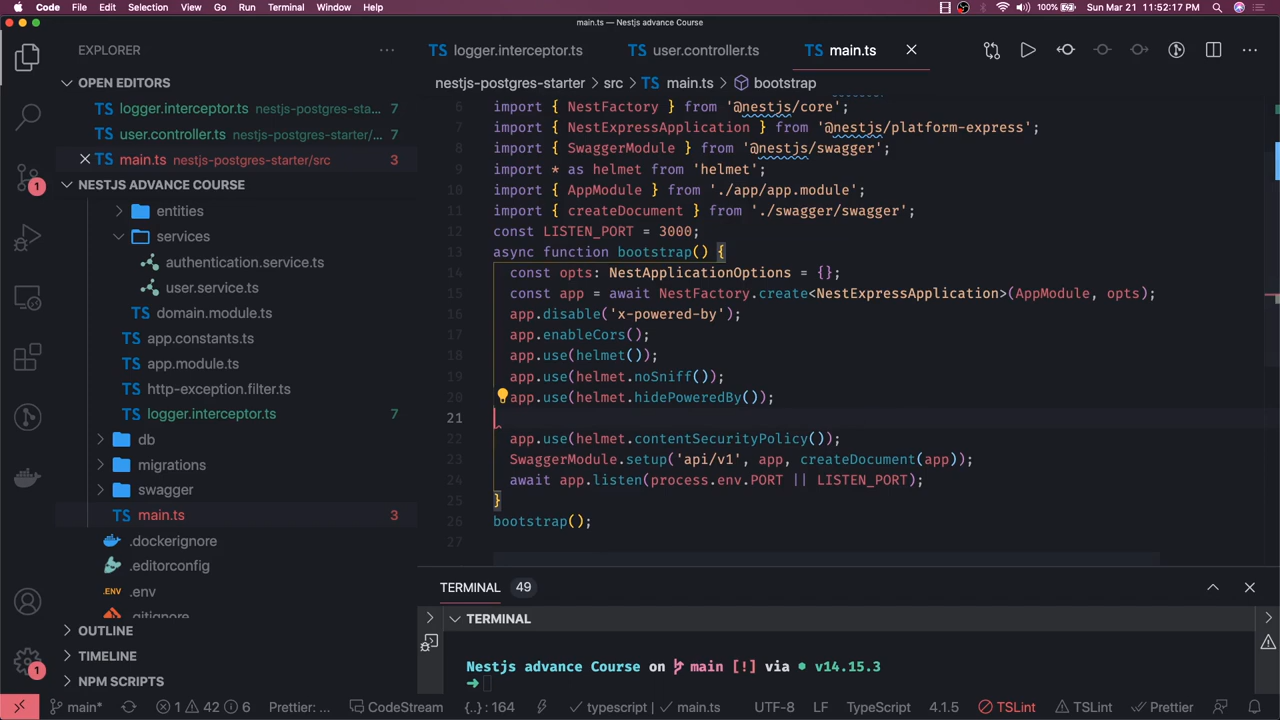 Code File Edit Selection View Go Run Terminal Window Help 100% Sun Mar 21 11:52:17 PM
main.ts — Nestjs advance Course
EXPLORER
TS logger.interceptor.ts TS user.controller.ts TS main.ts
OPEN EDITORS
TS logger.interceptor.ts nestjs-postgres-sta... 7
TS user.controller.ts nestjs-postgres-starter/... 7
TS main.ts nestjs-postgres-starter/src 3
NESTJS ADVANCE COURSE
entities
services
authentication.service.ts
user.service.ts
TS domain.module.ts
TS app.constants.ts
TS app.module.ts
TS http-exception.filter.ts
TS logger.interceptor.ts 7
db
migrations
swagger
TS main.ts 3
.dockerignore
.editorconfig
.ENV .env
.gitignore
OUTLINE
TIMELINE
NPM SCRIPTS
1
1
nestjs-postgres-starter > src > TS main.ts > bootstrap
6 import { NestFactory } from '@nestjs/core';
7 import { NestExpressApplication } from '@nestjs/platform-express';
8 import { SwaggerModule } from '@nestjs/swagger';
9 import * as helmet from 'helmet';
10 import { AppModule } from './app/app.module';
11 import { createDocument } from './swagger/swagger';
12 const LISTEN_PORT = 3000;
13 async function bootstrap() {
14 const opts: NestApplicationOptions = {};
15 const app = await NestFactory.create<NestExpressApplication>(AppModule, opts);
16 app.disable('x-powered-by');
17 app.enableCors();
18 app.use(helmet());
19 app.use(helmet.noSniff());
20 app.use(helmet.hidePoweredBy());
21
22 app.use(helmet.contentSecurityPolicy());
23 SwaggerModule.setup('api/v1', app, createDocument(app));
24 await app.listen(process.env.PORT || LISTEN_PORT);
25 }
26 bootstrap();
27
TERMINAL 49
TERMINAL
Nestjs advance Course on main [!] via v14.15.3
➜
main* 1 42 6 Prettier: ... CodeStream {..} : 164 typescript | main.ts UTF-8 LF TypeScript 4.1.5 TSLint TSLint Prettier